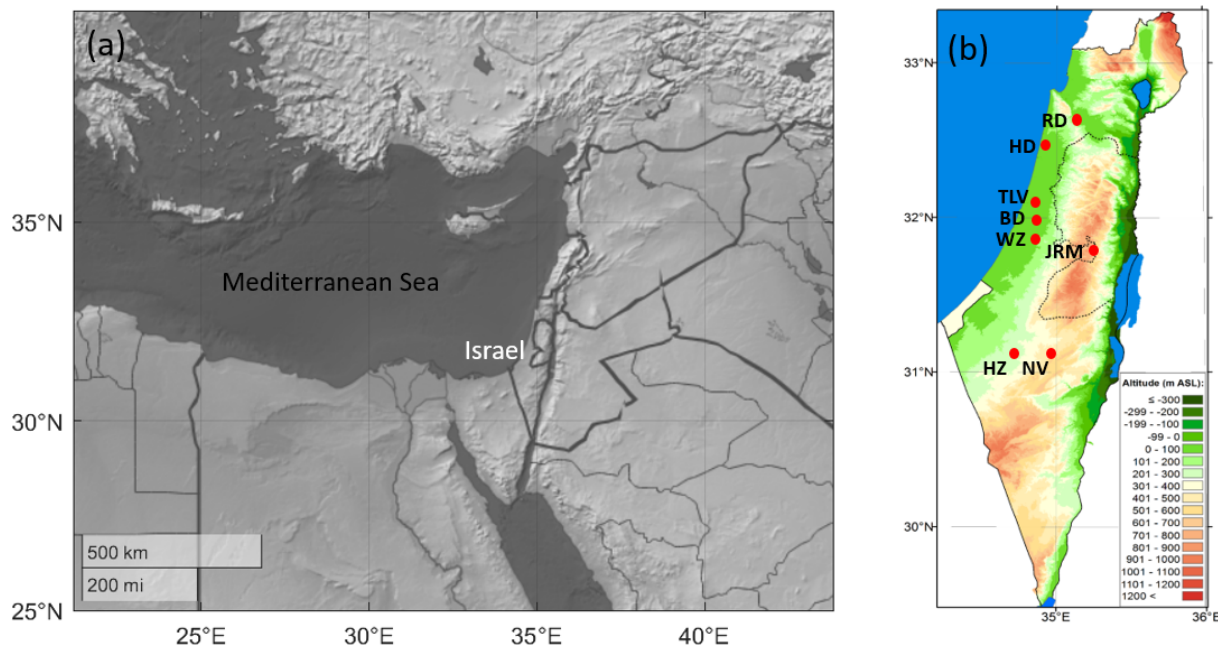 (a)
Mediterranean Sea
Israel
500 km
200 mi
35°N
30°N
25°N
25°E
30°E
35°E
40°E
(b)
33°N
32°N
31°N
30°N
35°E
36°E
RD
HD
TLV
BD
WZ
JRM
HZ
NV
Altitude (m ASL):
≤ -300
-299 - -200
-199 - -100
-99 - 0
0 - 100
101 - 200
201 - 300
301 - 400
401 - 500
501 - 600
601 - 700
701 - 800
801 - 900
901 - 1000
1001 - 1100
1101 - 1200
1200 <